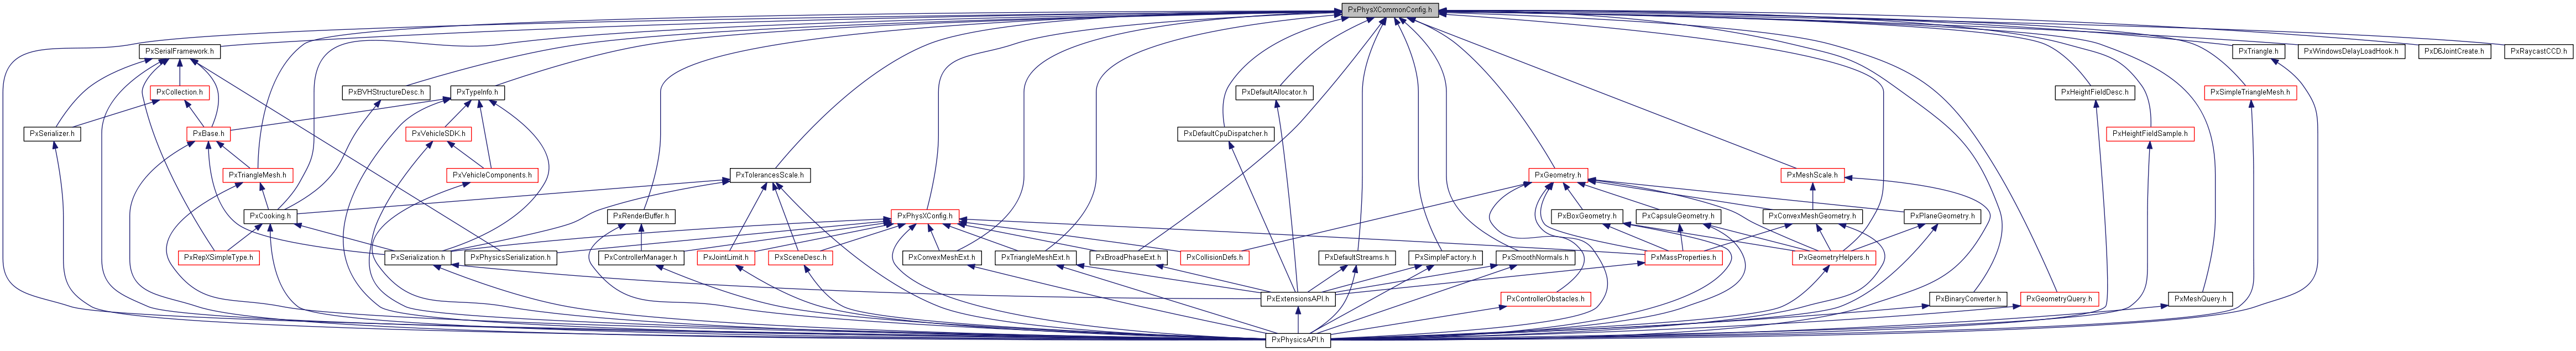 PxPhysXCommonConfig.h
PxSerialFramework.h
PxTriangle.h
PxWindowsDelayLoadHook.h
PxD6JointCreate.h
PxRaycastCCD.h
PxCollection.h
PxBVHStructureDesc.h
PxTypeInfo.h
PxDefaultAllocator.h
PxHeightFieldDesc.h
PxSimpleTriangleMesh.h
PxSerializer.h
PxBase.h
PxVehicleSDK.h
PxDefaultCpuDispatcher.h
PxHeightFieldSample.h
PxTriangleMesh.h
PxVehicleComponents.h
PxTolerancesScale.h
PxGeometry.h
PxMeshScale.h
PxCooking.h
PxRenderBuffer.h
PxPhysXConfig.h
PxBoxGeometry.h
PxCapsuleGeometry.h
PxConvexMeshGeometry.h
PxPlaneGeometry.h
PxRepXSimpleType.h
PxSerialization.h
PxPhysicsSerialization.h
PxControllerManager.h
PxJointLimit.h
PxSceneDesc.h
PxConvexMeshExt.h
PxTriangleMeshExt.h
PxBroadPhaseExt.h
PxCollisionDefs.h
PxDefaultStreams.h
PxSimpleFactory.h
PxSmoothNormals.h
PxMassProperties.h
PxGeometryHelpers.h
PxExtensionsAPI.h
PxControllerObstacles.h
PxBinaryConverter.h
PxGeometryQuery.h
PxMeshQuery.h
PxPhysicsAPI.h